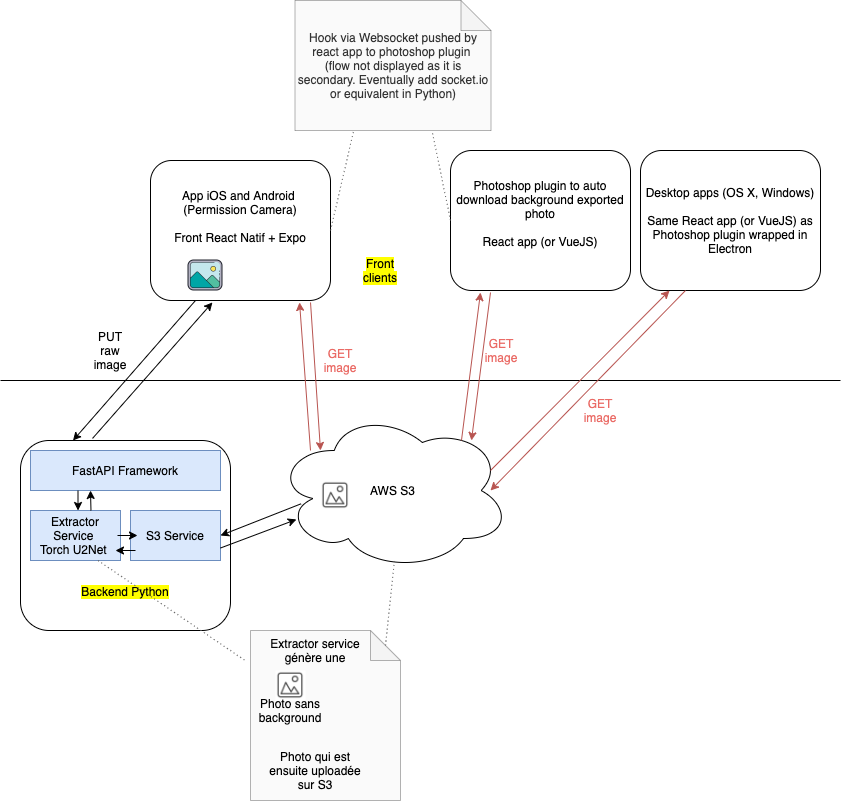 Hook via Websocket pushed by
react app to photoshop plugin
(flow not displayed as it is
secondary. Eventually add socket.io
or equivalent in Python)
App iOS and Android
(Permission Camera)
Front React Natif + Expo
Photoshop plugin to auto
download background exported
photo
React app (or VueJS)
Desktop apps (OS X, Windows)
Same React app (or VueJS) as
Photoshop plugin wrapped in
Electron
Front
clients
PUT
raw
image
GET
image
GET
image
GET
image
FastAPI Framework
Extractor
Service
Torch U2Net
S3 Service
Backend Python
AWS S3
Extractor service
génère une
Photo sans
background
Photo qui est
ensuite uploadée
sur S3